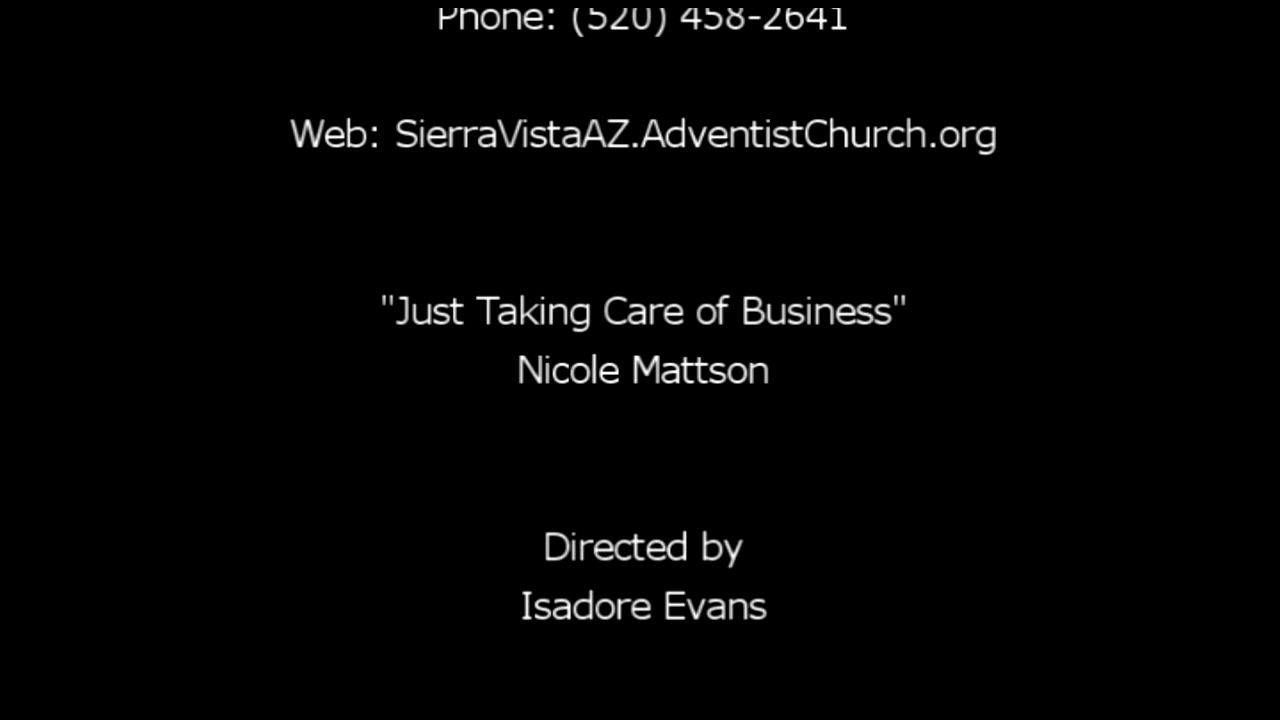 Phone: (520) 458-2641
Web: SierraVistaAZ.AdventistChurch.org
"Just Taking Care of Business"
Nicole Mattson
Directed by
Isadore Evans